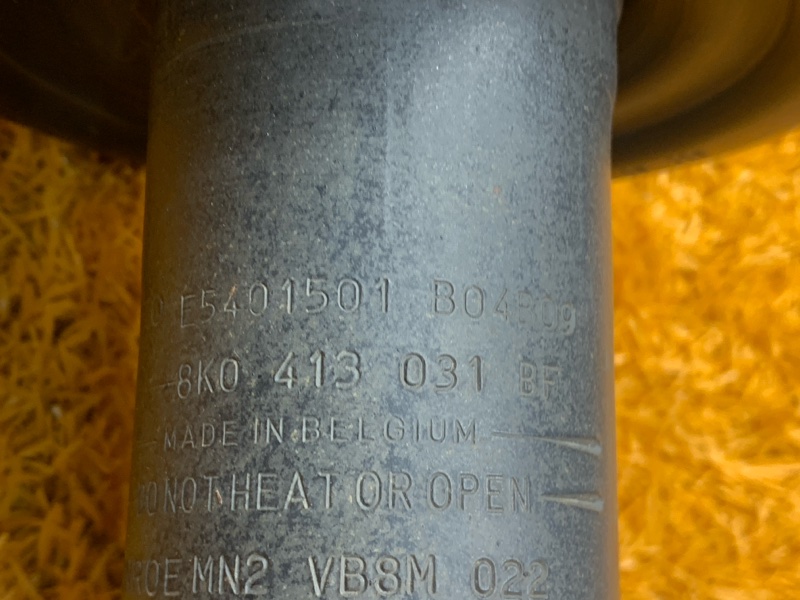 E5401501
8K0 413 031 BF
MADE IN BELGIUM
NOT HEAT OR OPEN
MN2 VB8M 022